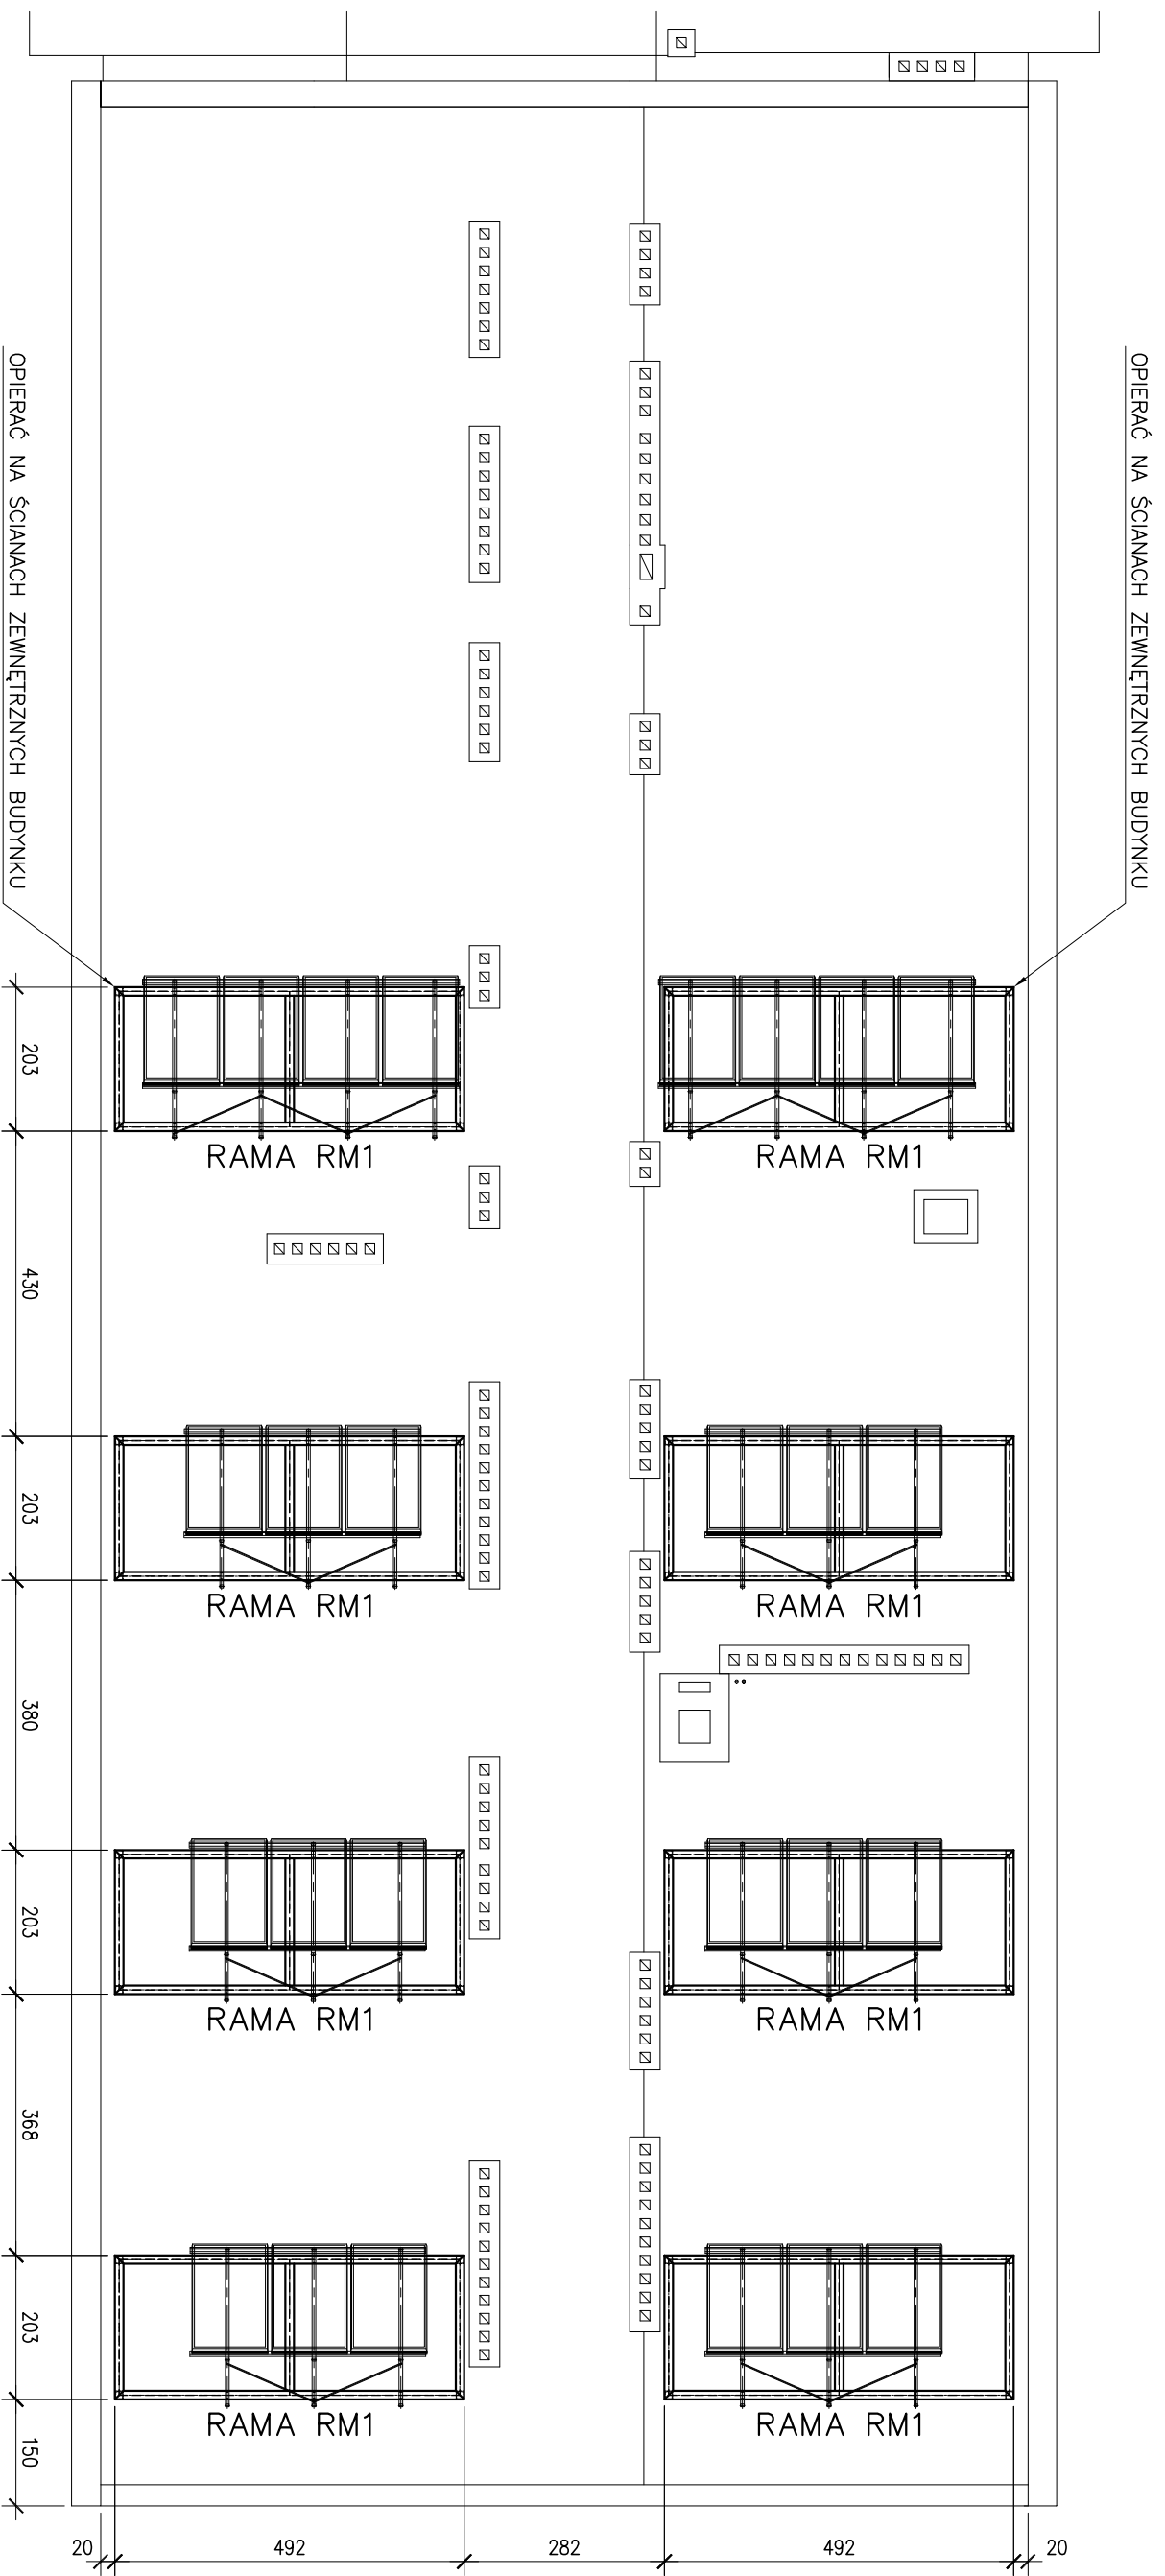 OPIERAĆ NA ŚCIANACH ZEWNĘTRZNYCH BUDYNKU
OPIERAĆ NA ŚCIANACH ZEWNĘTRZNYCH BUDYNKU
203
RAMA RM1
RAMA RM1
430
203
RAMA RM1
RAMA RM1
380
203
RAMA RM1
RAMA RM1
368
203
RAMA RM1
RAMA RM1
150
20
492
282
492
20